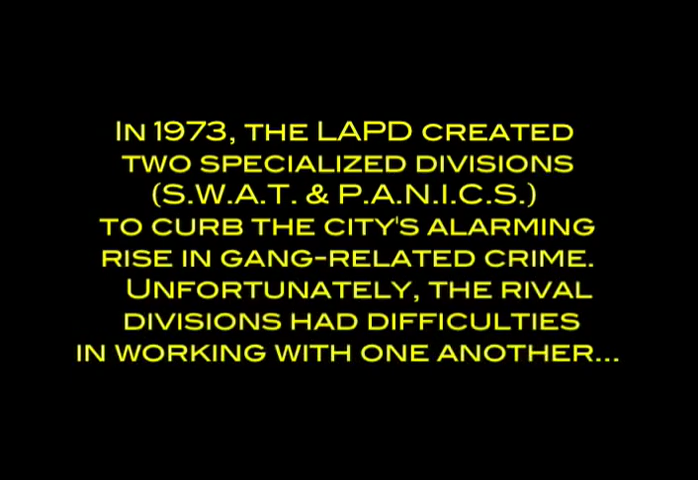 In 1973, the LAPD created
two specialized divisions
(S.W.A.T. & P.A.N.I.C.S.)
to curb the city's alarming
rise in gang-related crime.
Unfortunately, the rival
divisions had difficulties
in working with one another...